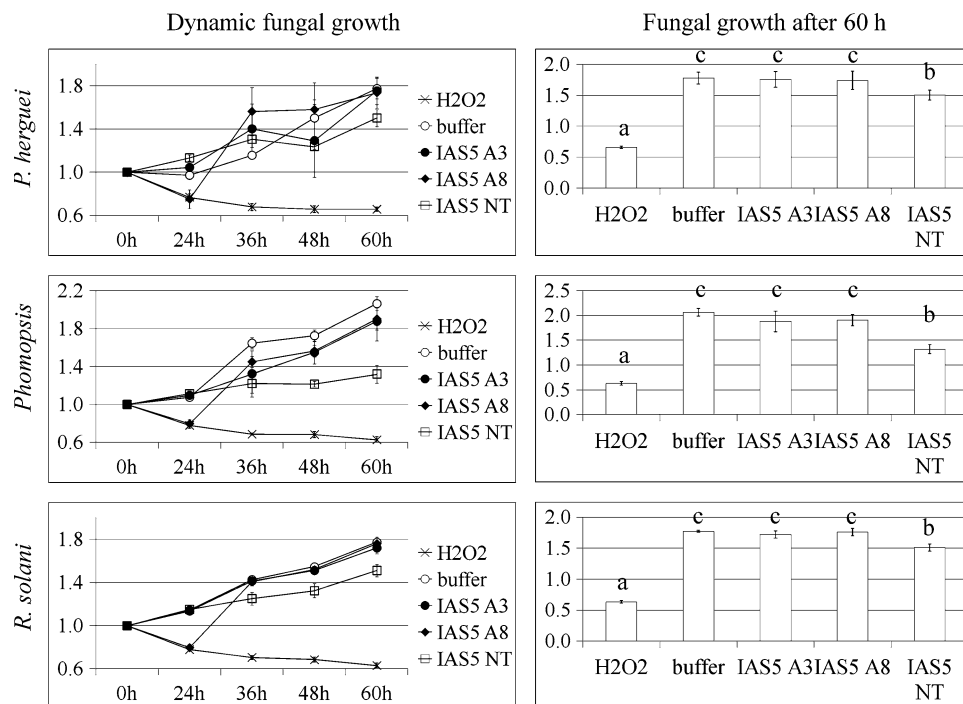 Dynamic fungal growth
Fungal growth after 60 h
P. herguei
1.8
1.4
1.0
0.6
0h 24h 36h 48h 60h
H2O2
buffer
IAS5 A3
IAS5 A8
IAS5 NT
2.0
1.5
1.0
0.5
0.0
a c c c b
H2O2 buffer IAS5 A3 IAS5 A8 IAS5
NT
Phomopsis
2.2
1.8
1.4
1.0
0.6
0h 24h 36h 48h 60h
H2O2
buffer
IAS5 A3
IAS5 A8
IAS5 NT
2.5
2.0
1.5
1.0
0.5
0.0
a c c c b
H2O2 buffer IAS5 A3 IAS5 A8 IAS5
NT
R. solani
1.8
1.4
1.0
0.6
0h 24h 36h 48h 60h
H2O2
buffer
IAS5 A3
IAS5 A8
IAS5 NT
2.0
1.5
1.0
0.5
0.0
a c c c b
H2O2 buffer IAS5 A3 IAS5 A8 IAS5
NT